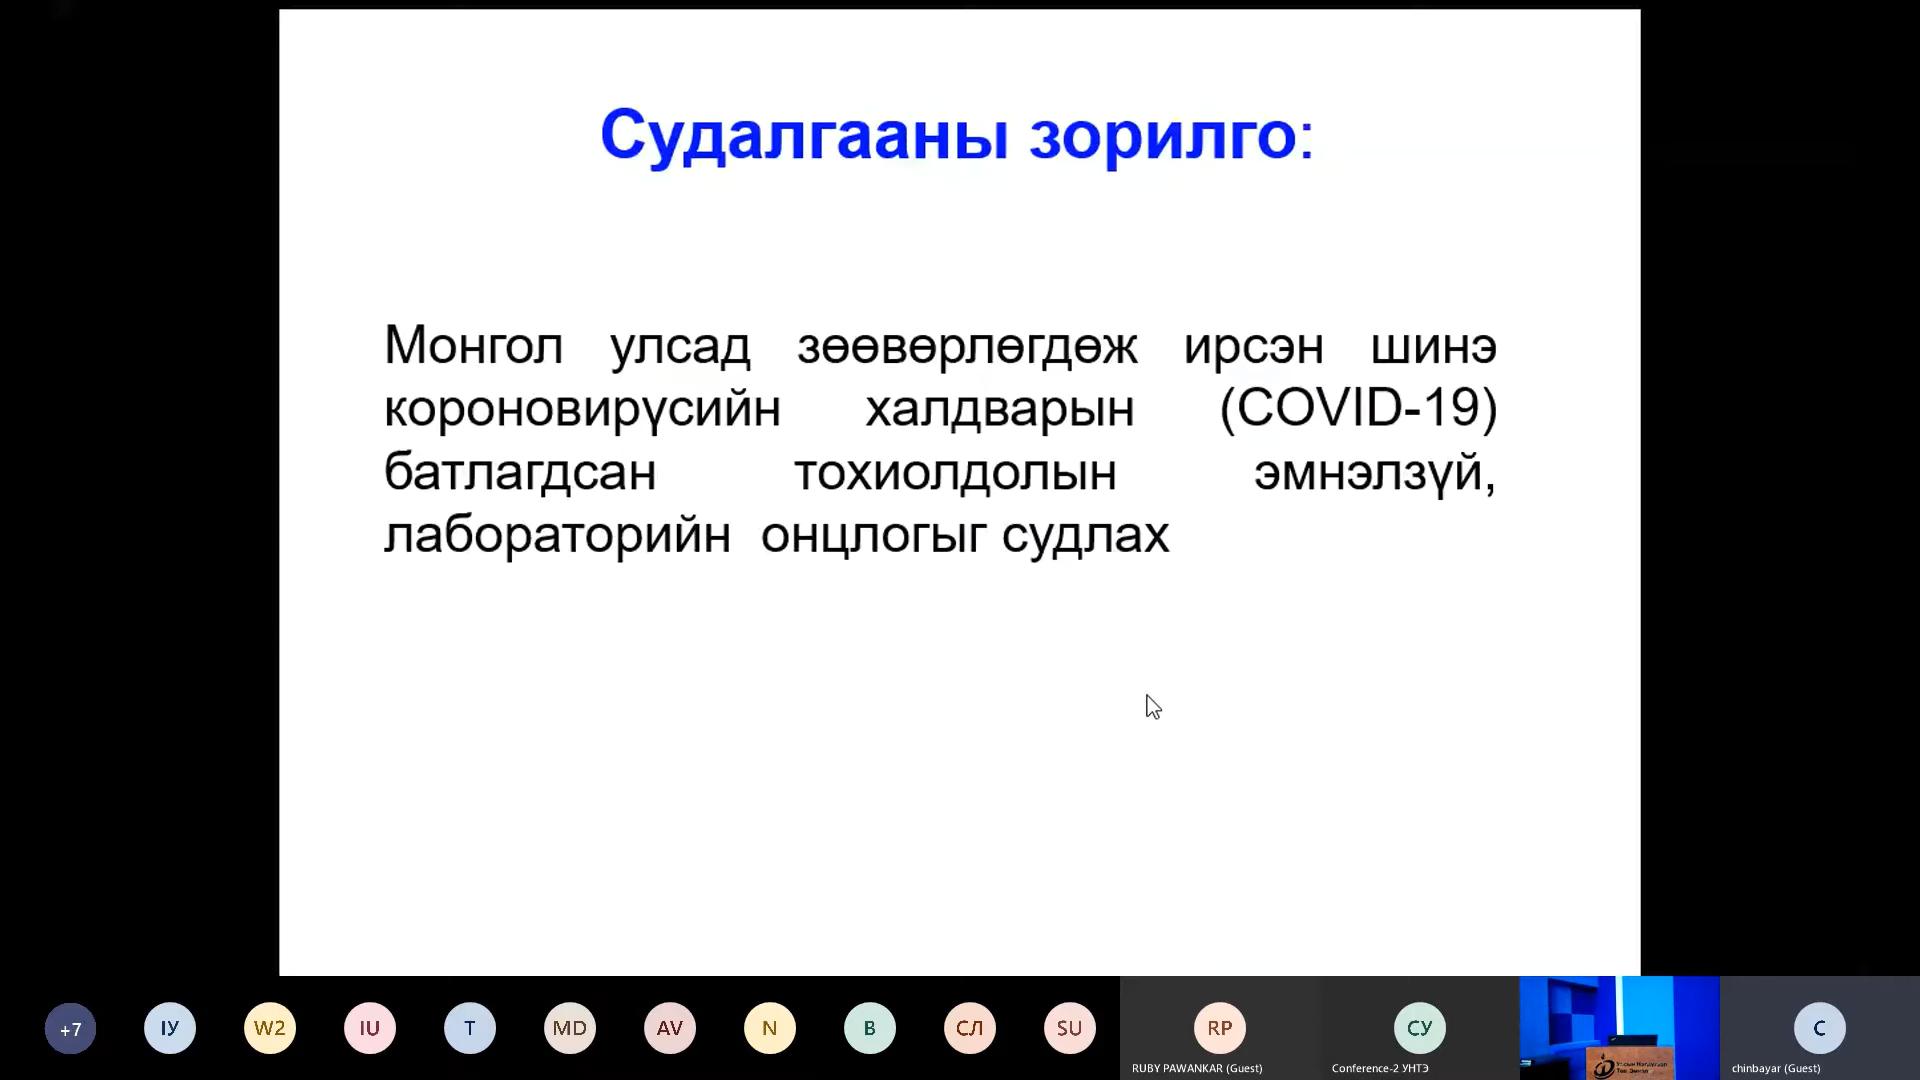 Судалгааны зорилго:
Монгол улсад зөөвөрлөгдөж ирсэн шинэ
короновирүсийн халдварын (COVID-19)
батлагдсан тохиолдолын эмнэлзүй,
лабораторийн онцлогыг судлах
+7
ІУ
W2
IU
T
MD
AV
N
B
СЛ
SU
RP
RUBY PAWANKAR (Guest)
СУ
Conference-2 УНТЭ
C
chinbayar (Guest)